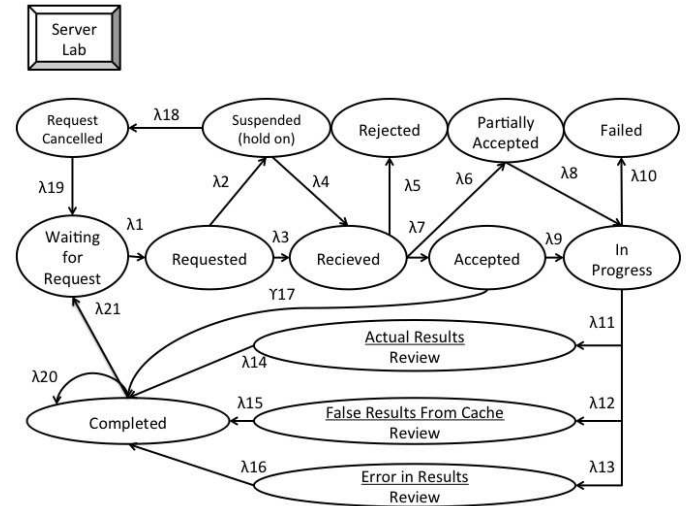 Server
Lab
Request
Cancelled
λ18
Suspended
(hold on)
Rejected
Partially
Accepted
Failed
λ19
λ2
λ4
λ5
λ6
λ8
λ10
Waiting
for
Request
λ1
Requested
λ3
Recieved
λ7
Accepted
λ9
In
Progress
λ21
ϒ17
Actual Results
Review
λ11
λ14
λ20
Completed
λ15
False Results From Cache
Review
λ12
λ16
Error in Results
Review
λ13